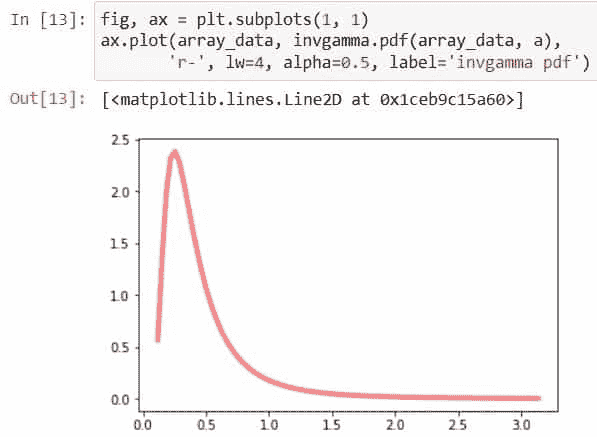 In [13]: fig, ax = plt.subplots(1, 1)
ax.plot(array_data, invgamma.pdf(array_data, a),
'r-', lw=4, alpha=0.5, label='invgamma pdf')
Out[13]: [<matplotlib.lines.Line2D at 0x1ceb9c15a60>]
2.5
2.0
1.5
1.0
0.5
0.0
0.0 0.5 1.0 1.5 2.0 2.5 3.0